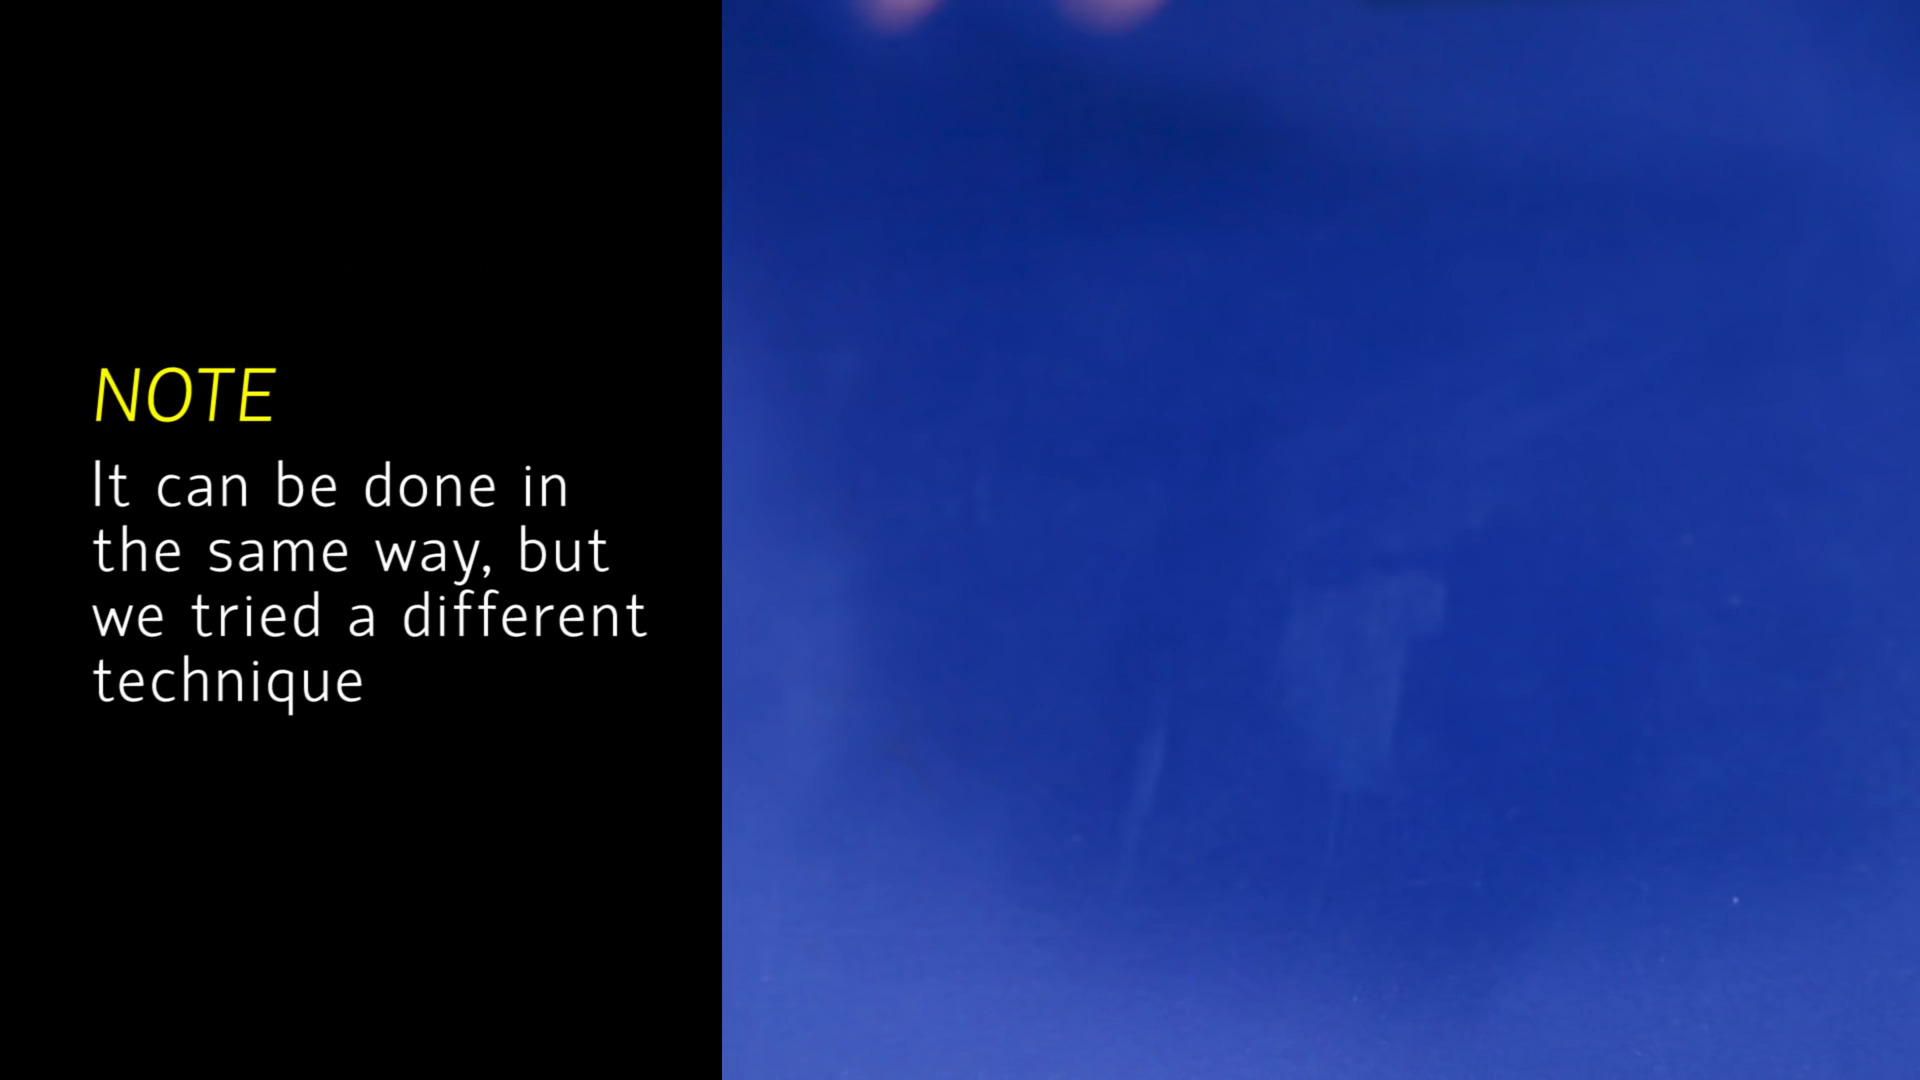 NOTE
It can be done in
the same way, but
we tried a different
technique